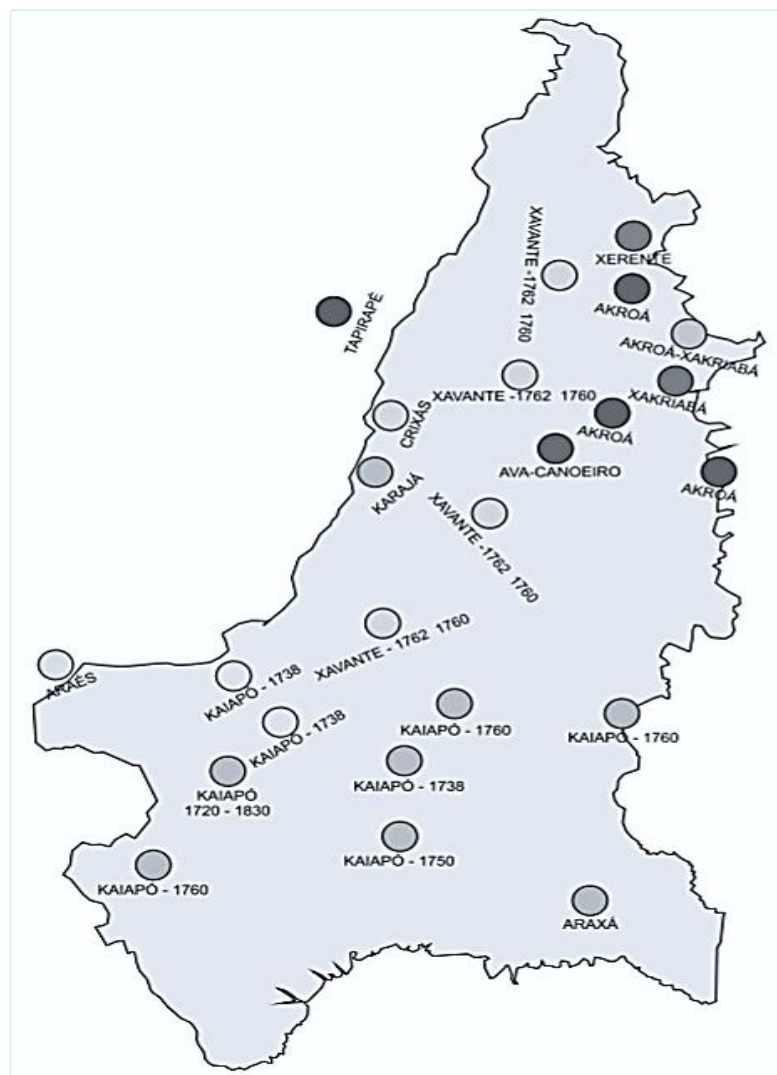 XAVANTE -1762 1760
XERENTE
AKROÁ
TAPIRAPÉ
AKROÁ-XAKRIABÁ
XAVANTE -1762 1760
XAKRIABÁ
CRIXÁS
AKROÁ
AVA-CANOEIRO
KARAJÁ
AKROÁ
XAVANTE -1762 1760
XAVANTE - 1762 1760
ARAÉS
KAIAPÓ - 1738
KAIAPÓ - 1738
KAIAPÓ - 1760
KAIAPÓ - 1760
KAIAPÓ
1720 - 1830
KAIAPÓ - 1738
KAIAPÓ - 1750
KAIAPÓ - 1760
ARAXÁ